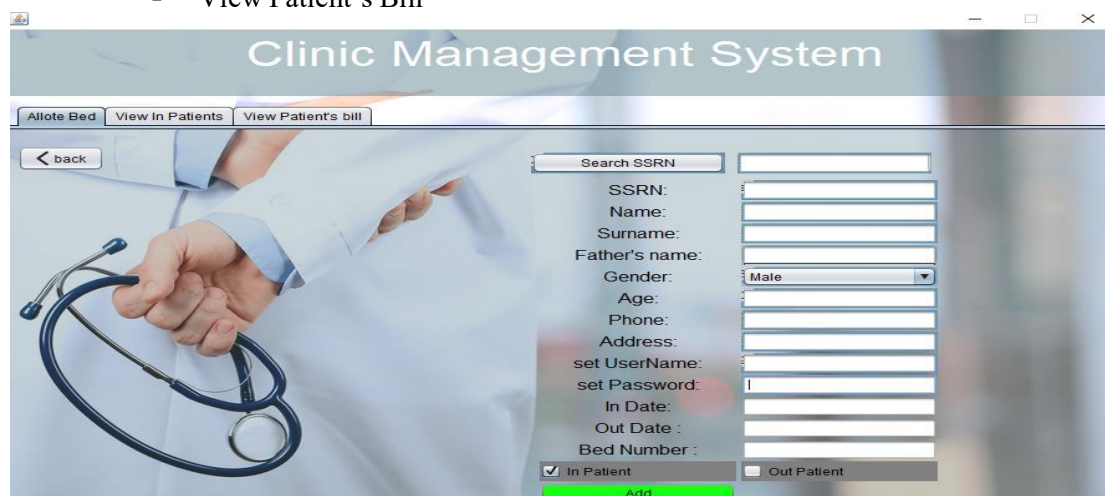 View Patient's Bill
Clinic Management System
Allote Bed View In Patients View Patient's bill
back
Search SSRN
SSRN:
Name:
Surname:
Father's name:
Gender: Male
Age:
Phone:
Address:
set UserName:
set Password:
In Date:
Out Date :
Bed Number :
In Patient Out Patient
Add